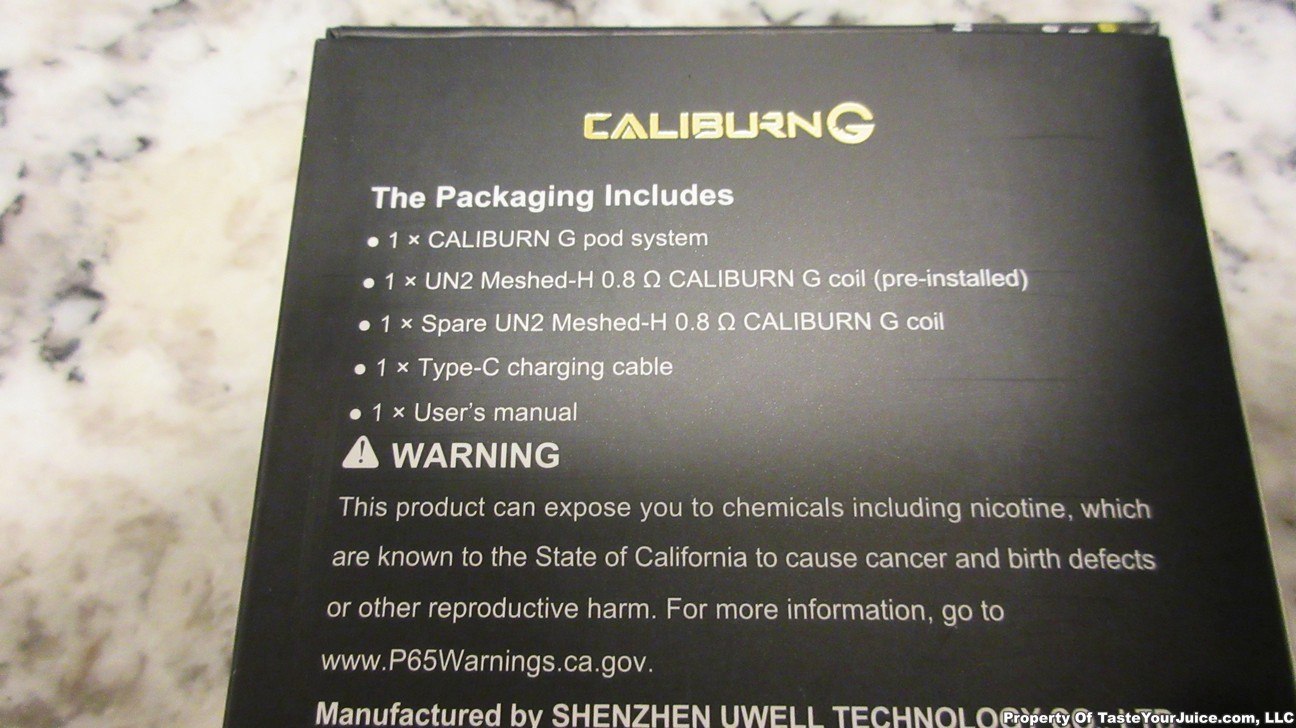 CALIBURN G
The Packaging Includes
● 1 × CALIBURN G pod system
● 1 × UN2 Meshed-H 0.8 Ω CALIBURN G coil (pre-installed)
● 1 × Spare UN2 Meshed-H 0.8 Ω CALIBURN G coil
● 1 × Type-C charging cable
● 1 × User's manual
WARNING
This product can expose you to chemicals including nicotine, which
are known to the State of California to cause cancer and birth defects
or other reproductive harm. For more information, go to
www.P65Warnings.ca.gov.
Manufactured by SHENZHEN UWELL TECHNOLOGY CO., LTD
Property Of TasteYourJuice.com, LLC